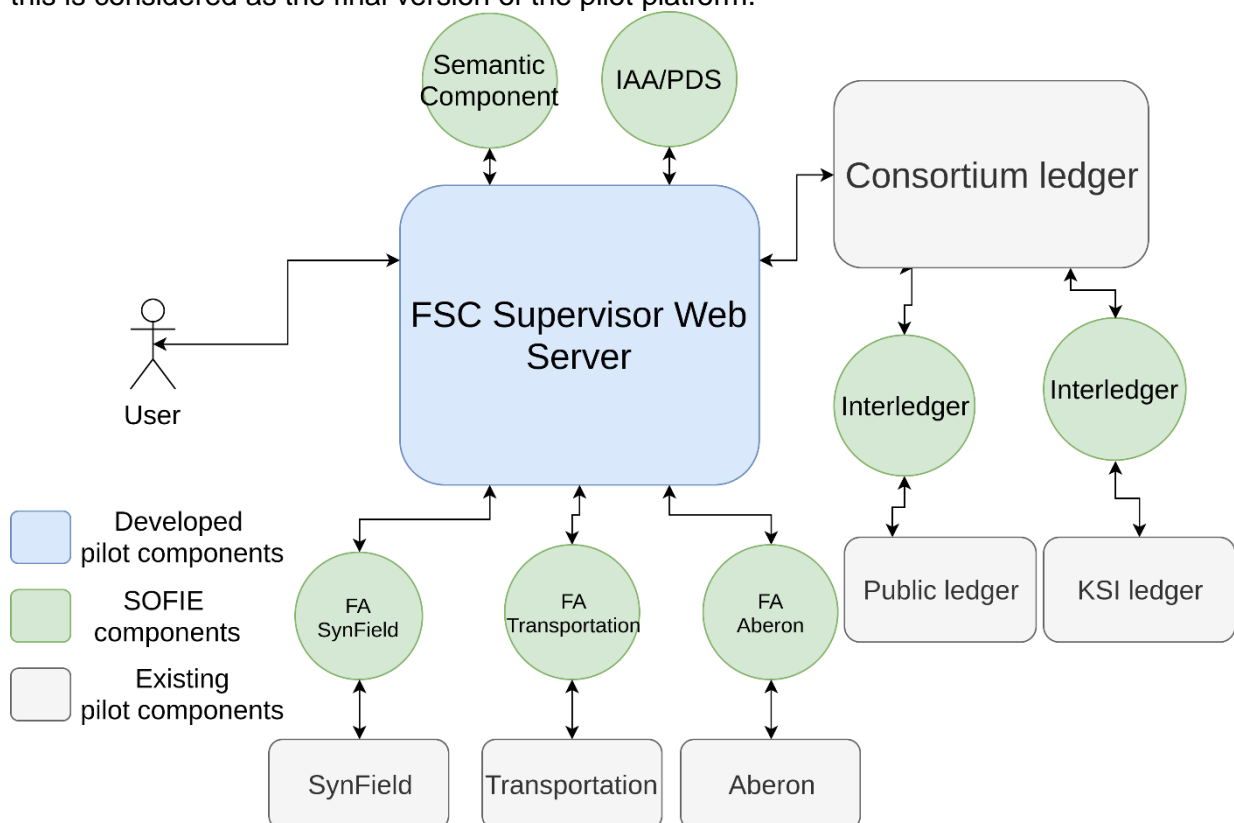 this is considered as the final version of the pilot platform.
Semantic
Component
IAA/PDS
Consortium ledger
FSC Supervisor Web
Server
User
Interledger
Interledger
Developed
pilot components
SOFIE
components
Existing
pilot components
FA
SynField
FA
Transportation
FA
Aberon
Public ledger
KSI ledger
SynField
Transportation
Aberon